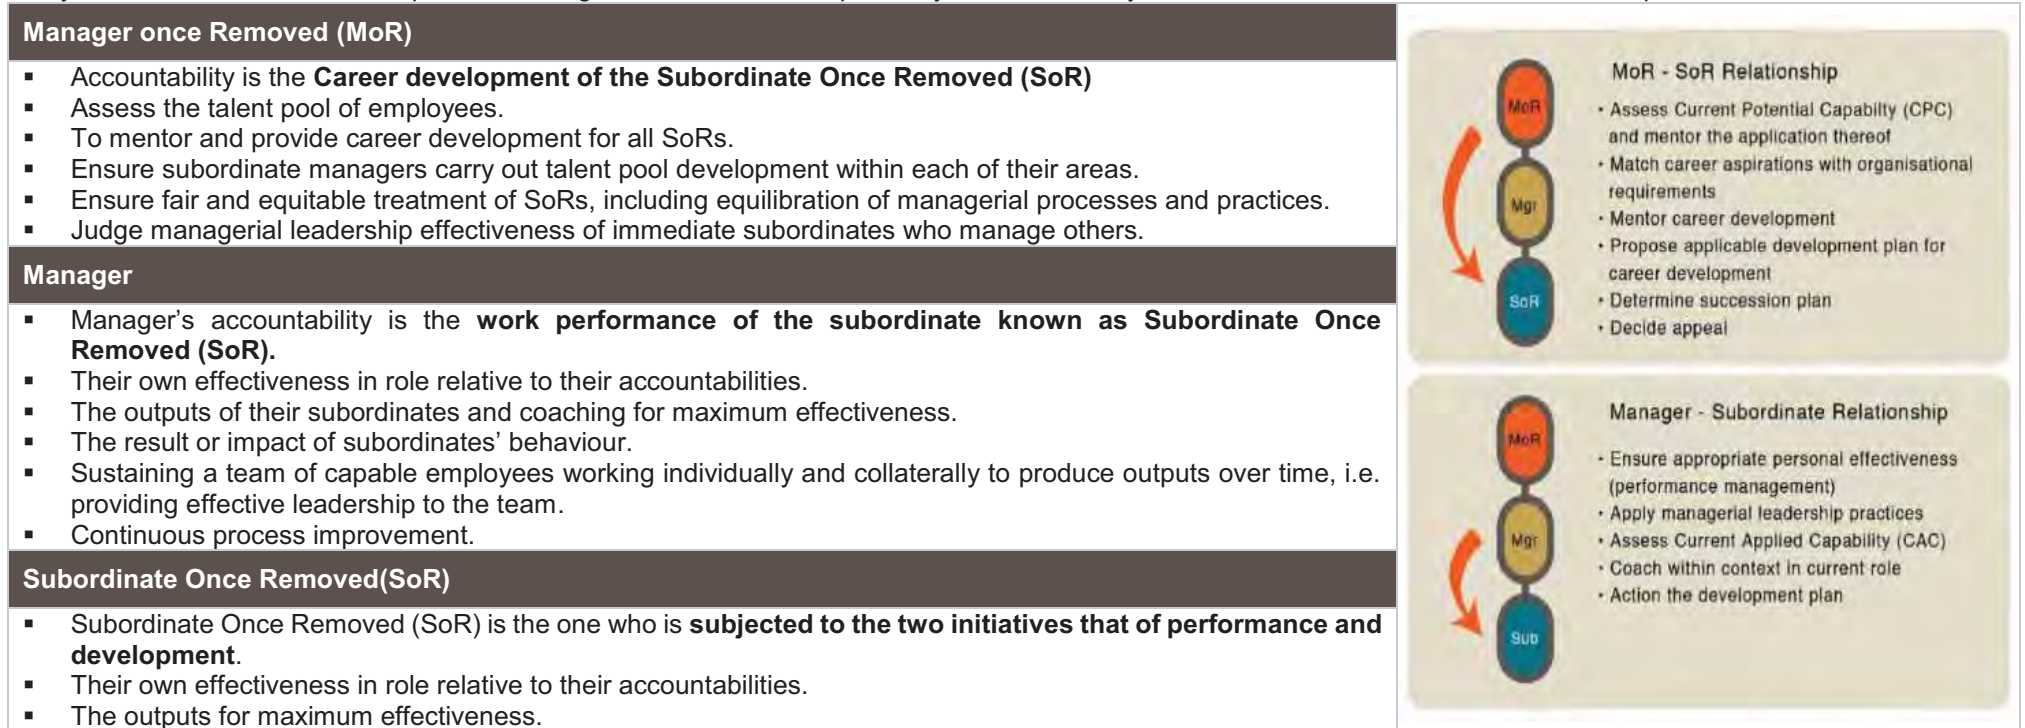 Manager once Removed (MoR)
▪ Accountability is the Career development of the Subordinate Once Removed (SoR)
▪ Assess the talent pool of employees.
▪ To mentor and provide career development for all SoRs.
▪ Ensure subordinate managers carry out talent pool development within each of their areas.
▪ Ensure fair and equitable treatment of SoRs, including equilibration of managerial processes and practices.
▪ Judge managerial leadership effectiveness of immediate subordinates who manage others.
Manager
▪ Manager's accountability is the work performance of the subordinate known as Subordinate Once
Removed (SoR).
▪ Their own effectiveness in role relative to their accountabilities.
▪ The outputs of their subordinates and coaching for maximum effectiveness.
▪ The result or impact of subordinates' behaviour.
▪ Sustaining a team of capable employees working individually and collaterally to produce outputs over time, i.e.
providing effective leadership to the team.
▪ Continuous process improvement.
Subordinate Once Removed(SoR)
▪ Subordinate Once Removed (SoR) is the one who is subjected to the two initiatives that of performance and
development.
▪ Their own effectiveness in role relative to their accountabilities.
▪ The outputs for maximum effectiveness.
MoR
Mgr
SoR
MoR - SoR Relationship
• Assess Current Potential Capabilty (CPC)
and mentor the application thereof
• Match career aspirations with organisational
requirements
• Mentor career development
• Propose applicable development plan for
career development
• Determine succession plan
• Decide appeal
MoR
Mgr
Sub
Manager - Subordinate Relationship
• Ensure appropriate personal effectiveness
(performance management)
• Apply managerial leadership practices
• Assess Current Applied Capability (CAC)
• Coach within context in current role
• Action the development plan